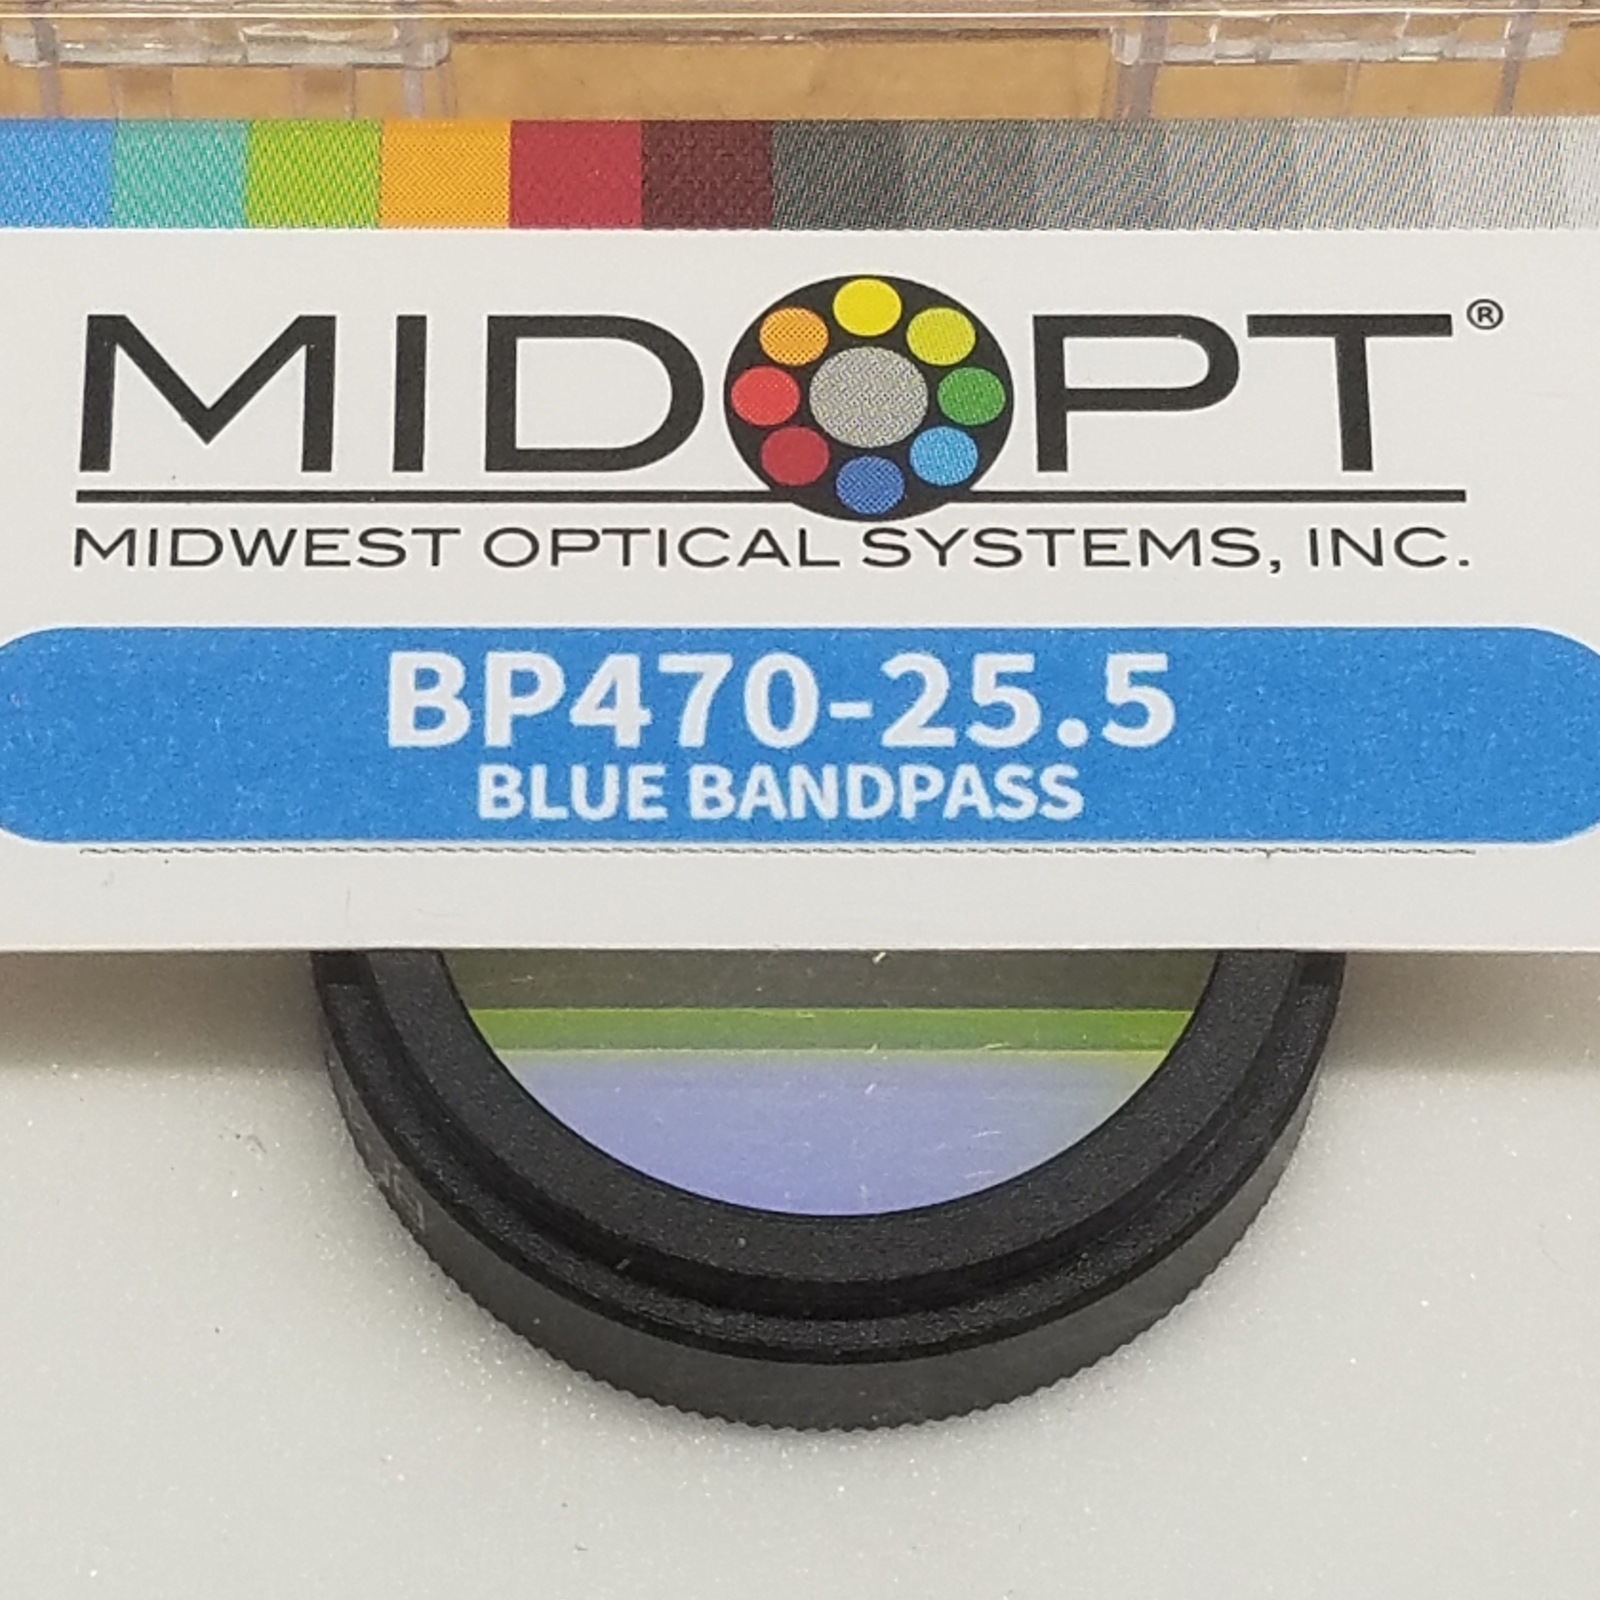 MIDOPT®
MIDWEST OPTICAL SYSTEMS, INC.
BP470-25.5
BLUE BANDPASS